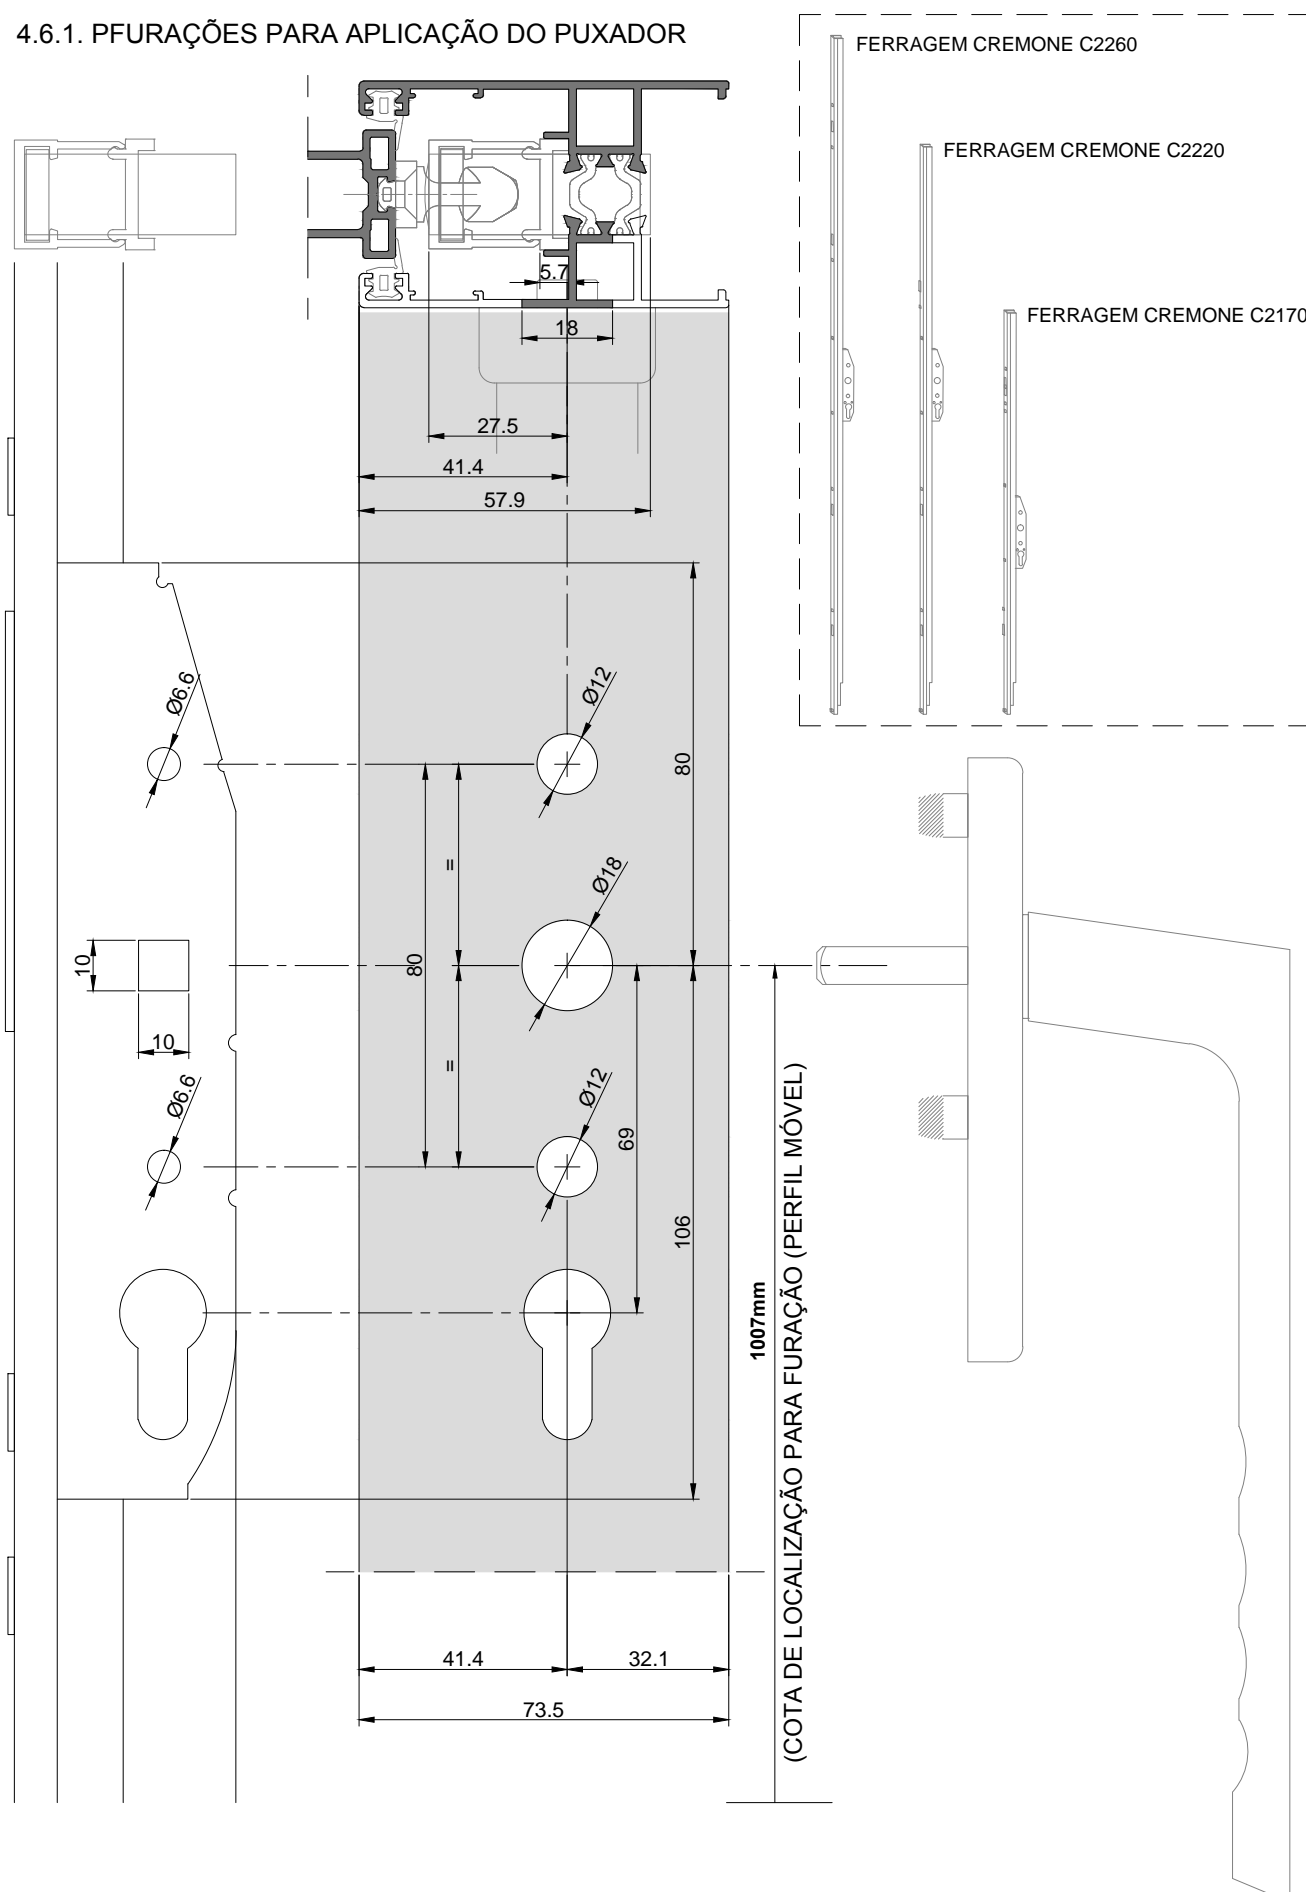 4.6.1. PFURAÇÕES PARA APLICAÇÃO DO PUXADOR
FERRAGEM CREMONE C2260
FERRAGEM CREMONE C2220
FERRAGEM CREMONE C2170
5.7
18
27.5
41.4
57.9
Ø6.6
Ø12
80
=
Ø18
10
80
10
=
Ø6.6
Ø12
69
106
1007mm
(COTA DE LOCALIZAÇÃO PARA FURAÇÃO (PERFIL MÓVEL)
41.4
32.1
73.5